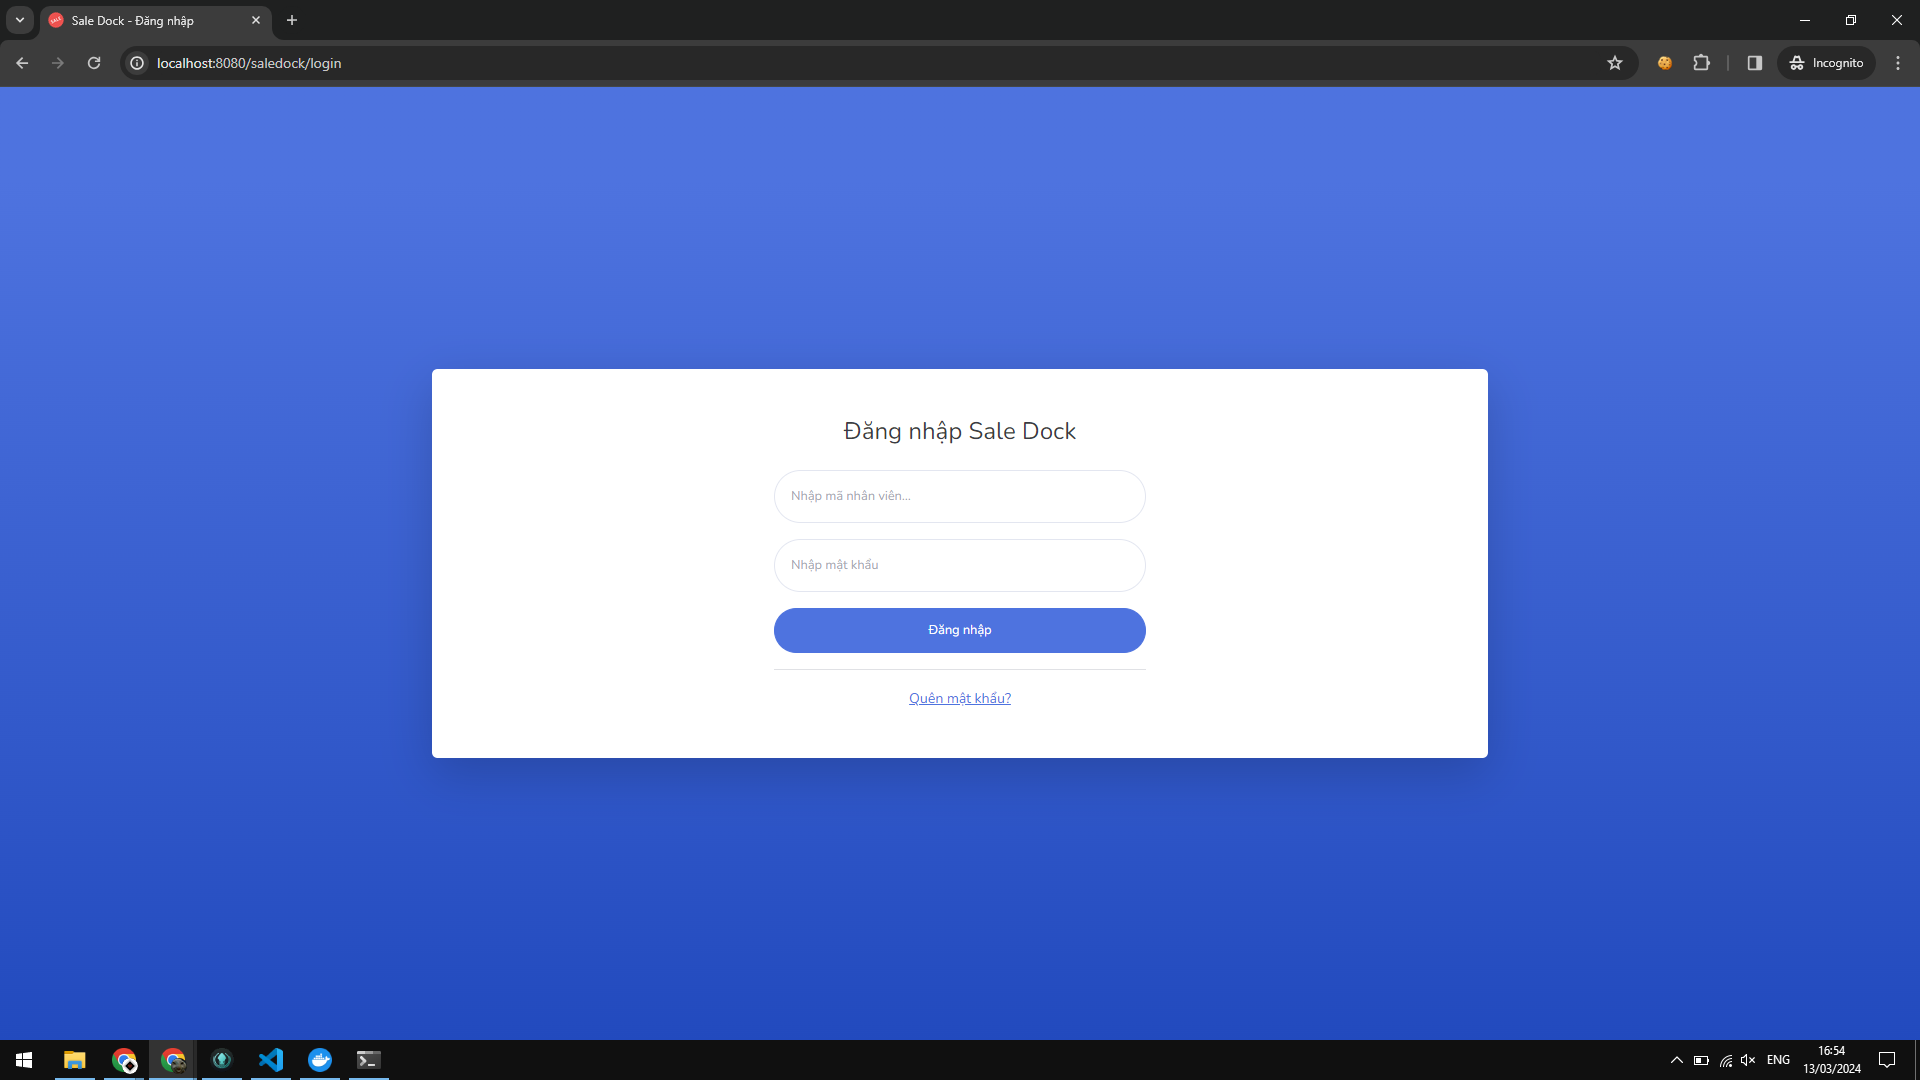 Sale Dock - Đăng nhập
localhost:8080/saledock/login
Incognito
Đăng nhập Sale Dock
Nhập mã nhân viên...
Nhập mật khẩu
Đăng nhập
Quên mật khẩu?
ENG
16:54
13/03/2024